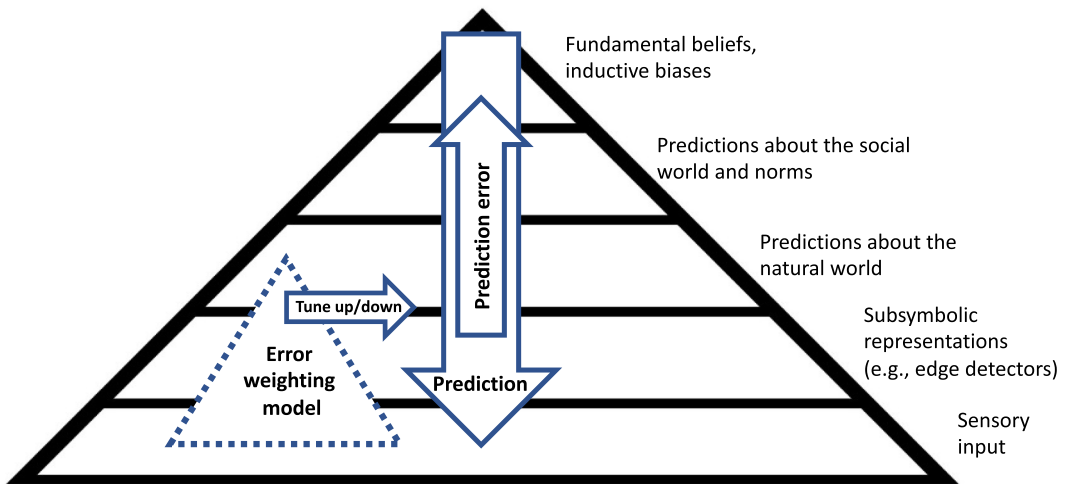 Fundamental beliefs,
inductive biases
Predictions about the social
world and norms
Predictions about the
natural world
Subsymbolic
representations
(e.g., edge detectors)
Sensory
input
Prediction error
Tune up/down
Error
weighting
model
Prediction